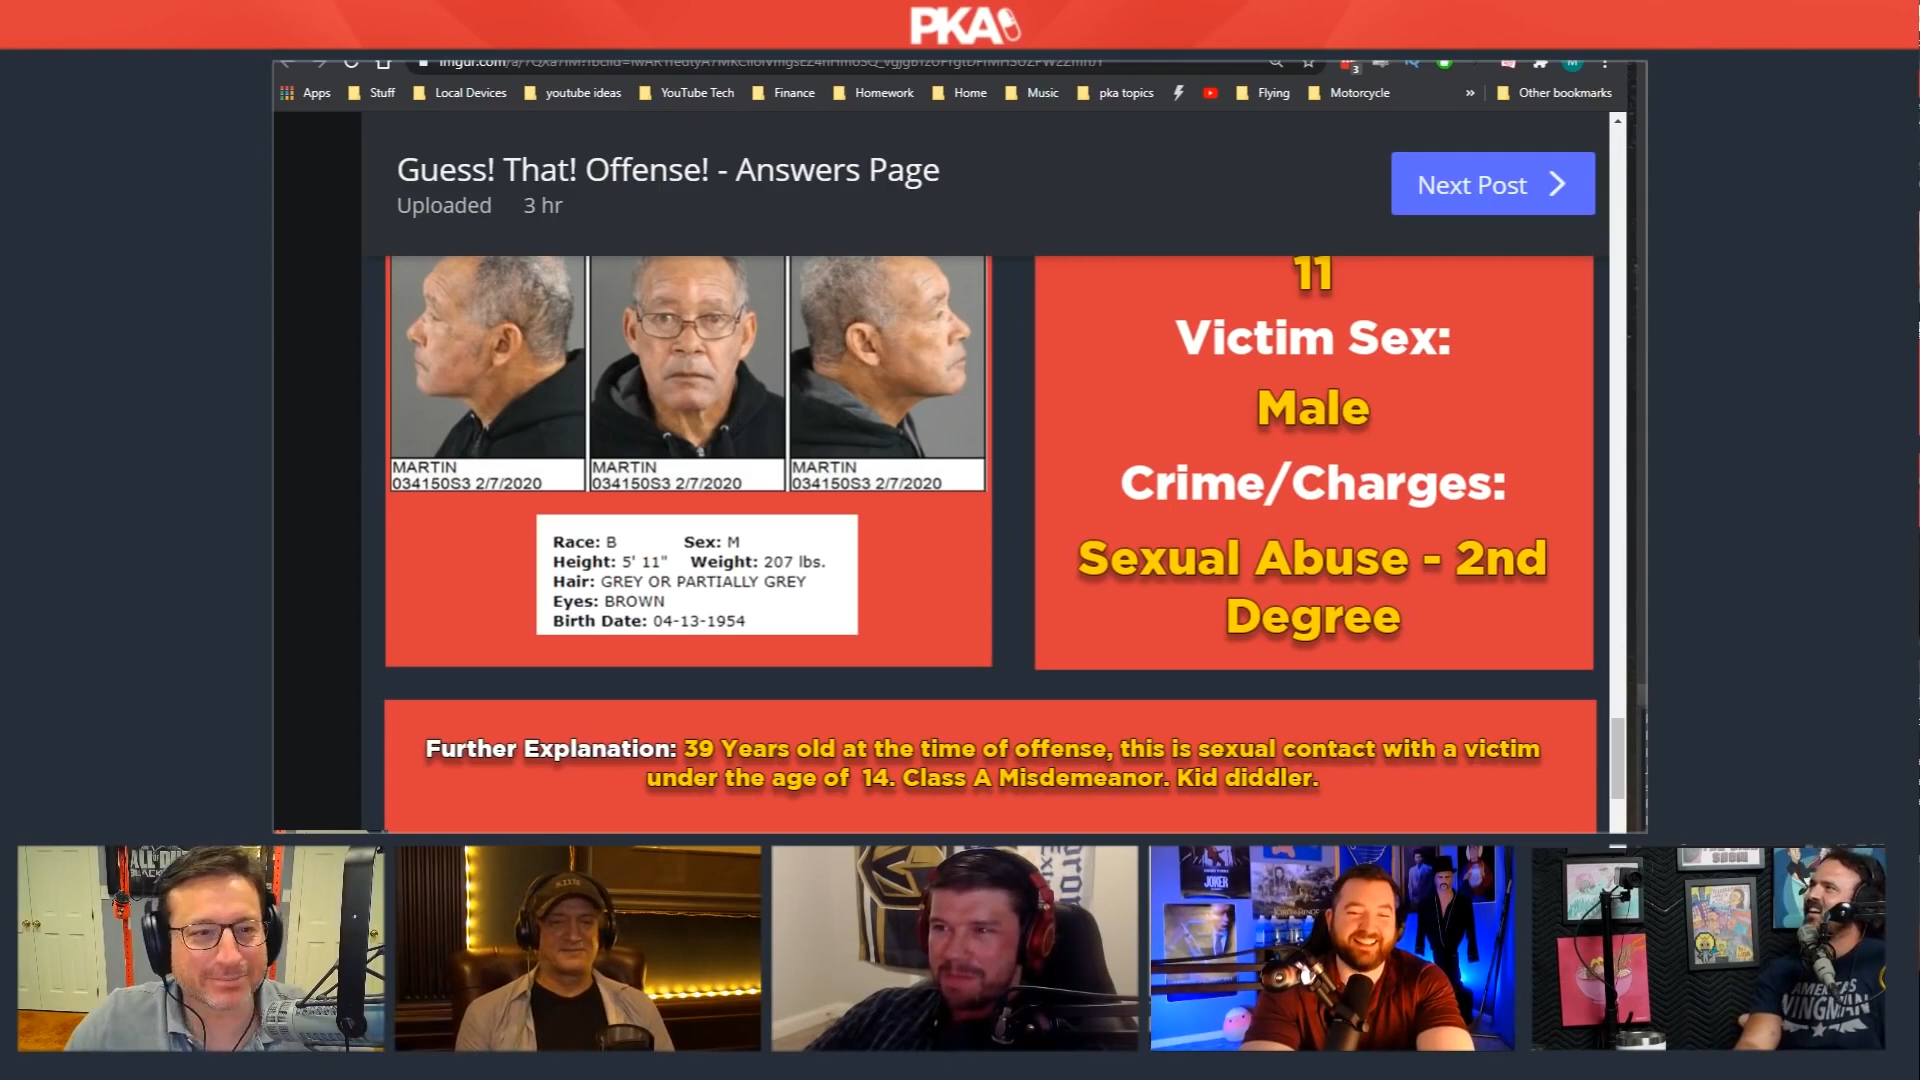 PKA
Apps Stuff Local Devices youtube ideas YouTube Tech Finance Homework Home Music pka topics Flying Motorcycle » Other bookmarks
Guess! That! Offense! - Answers Page
Uploaded 3 hr
Next Post
MARTIN
034150S3 2/7/2020
MARTIN
034150S3 2/7/2020
MARTIN
034150S3 2/7/2020
Race: B Sex: M
Height: 5' 11" Weight: 207 lbs.
Hair: GREY OR PARTIALLY GREY
Eyes: BROWN
Birth Date: 04-13-1954
11
Victim Sex:
Male
Crime/Charges:
Sexual Abuse - 2nd
Degree
Further Explanation: 39 Years old at the time of offense, this is sexual contact with a victim
under the age of 14. Class A Misdemeanor. Kid diddler.
JOKER
WINGMAN